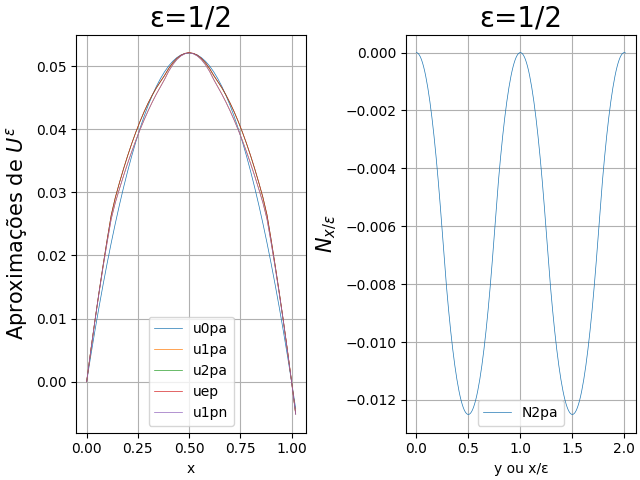 ε=1/2
Aproximações de U^ε
0.05
0.04
0.03
0.02
0.01
0.00
u0pa
u1pa
u2pa
uep
u1pn
0.00 0.25 0.50 0.75 1.00
x
ε=1/2
N_{x/ε}
0.000
−0.002
−0.004
−0.006
−0.008
−0.010
−0.012
N2pa
0.0 0.5 1.0 1.5 2.0
y ou x/ε